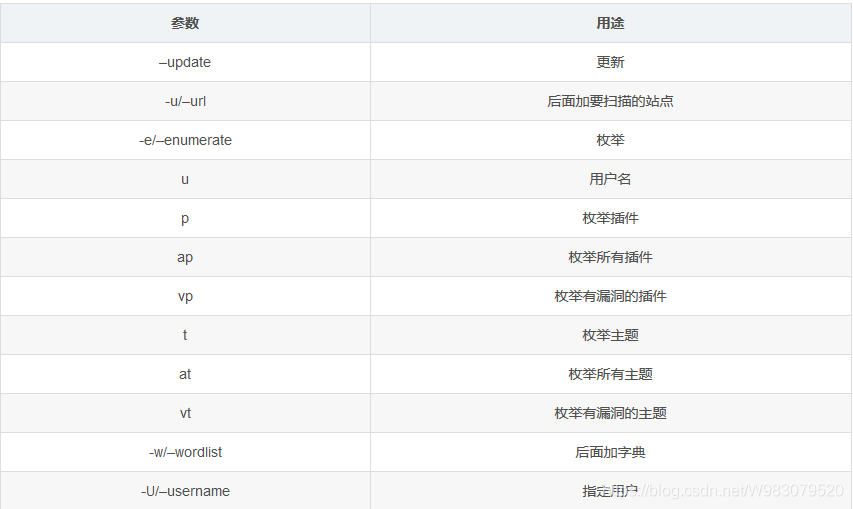 参数 用途
–update 更新
-u/–url 后面加要扫描的站点
-e/–enumerate 枚举
u 用户名
p 枚举插件
ap 枚举所有插件
vp 枚举有漏洞的插件
t 枚举主题
at 枚举所有主题
vt 枚举有漏洞的主题
-w/–wordlist 后面加字典
-U/–username 指定用户
blog.csdn.net/W983079520